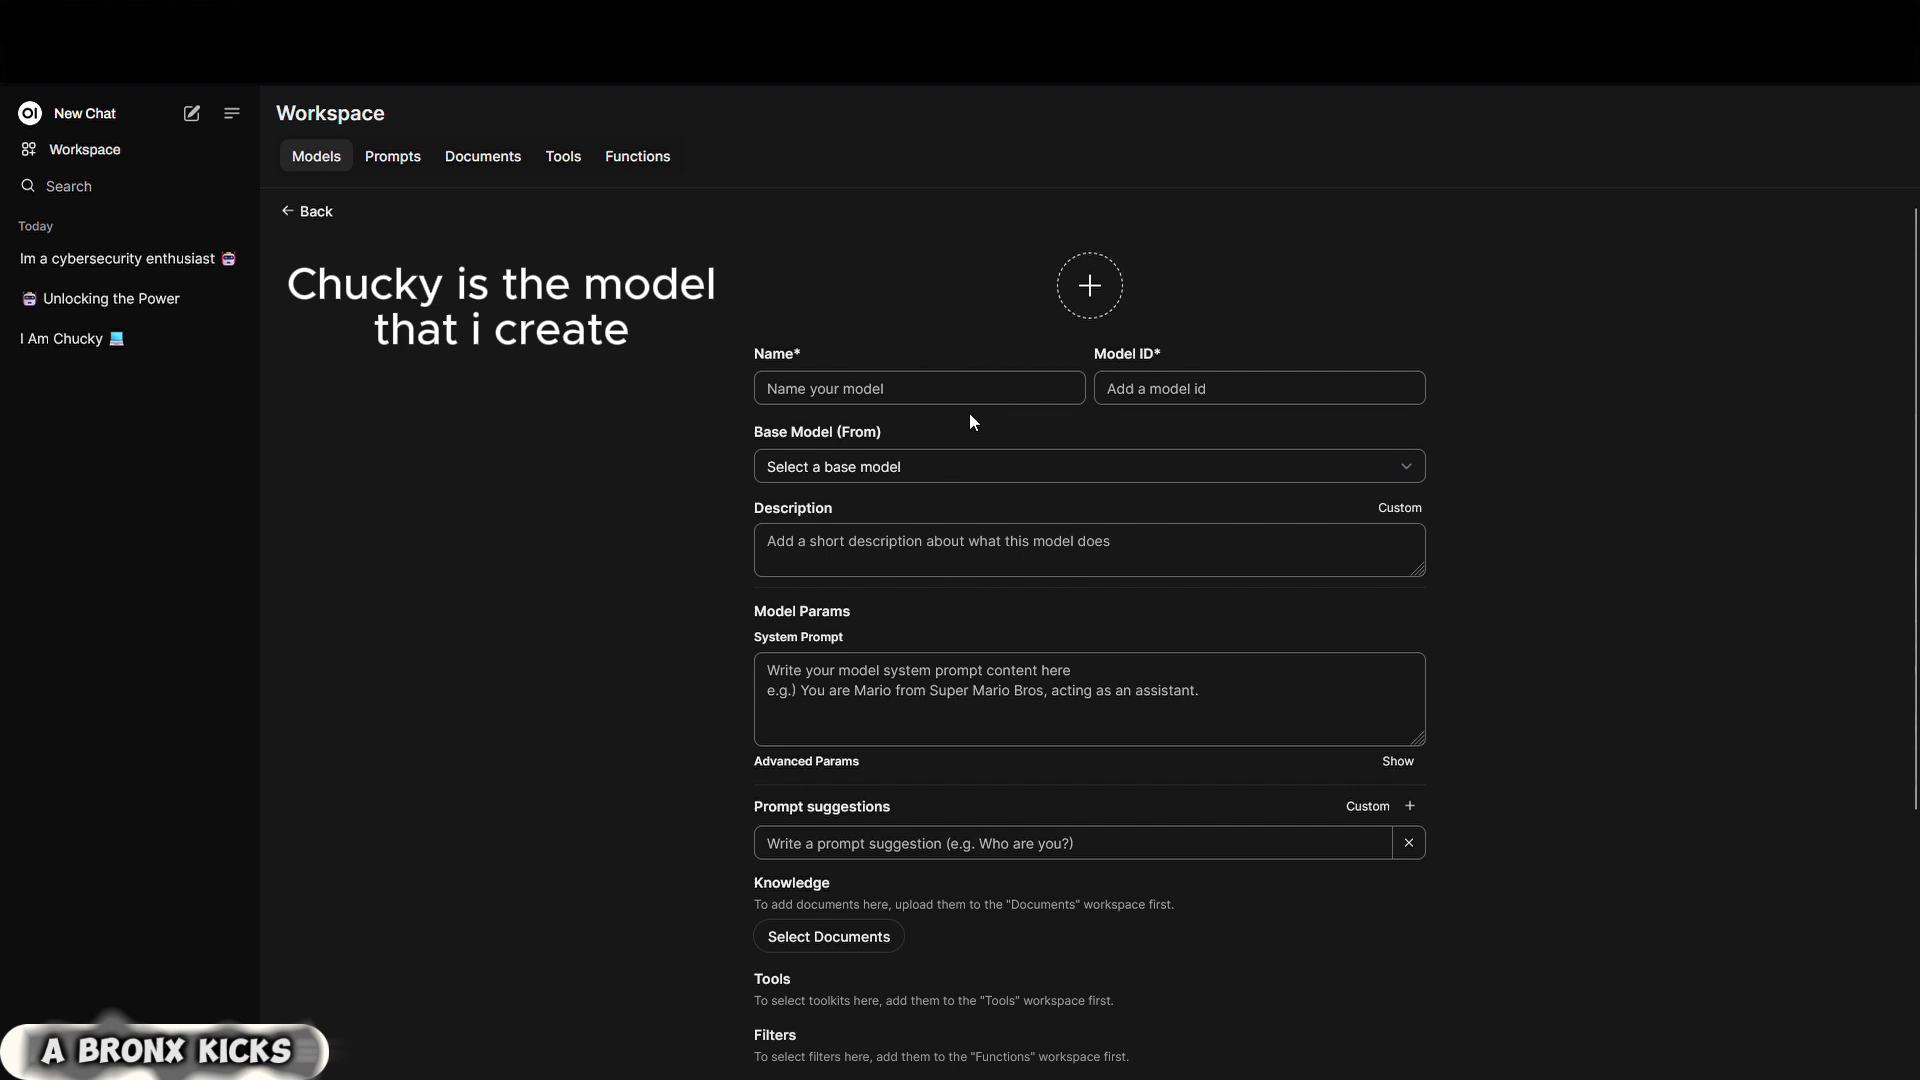 New Chat
Workspace
Search
Today
Im a cybersecurity enthusiast
Unlocking the Power
I Am Chucky
Workspace
Models Prompts Documents Tools Functions
Back
Chucky is the model
that i create
Name* Model ID*
Name your model Add a model id
Base Model (From)
Select a base model
Description Custom
Add a short description about what this model does
Model Params
System Prompt
Write your model system prompt content here
e.g.) You are Mario from Super Mario Bros, acting as an assistant.
Advanced Params Show
Prompt suggestions Custom +
Write a prompt suggestion (e.g. Who are you?)
Knowledge
To add documents here, upload them to the "Documents" workspace first.
Select Documents
Tools
To select toolkits here, add them to the "Tools" workspace first.
Filters
To select filters here, add them to the "Functions" workspace first.
A BRONX KICKS